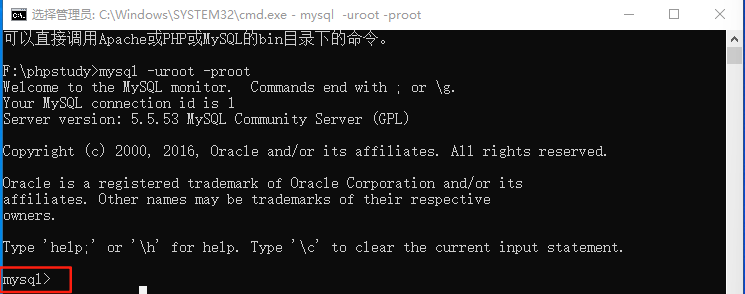 选择管理员: C:\Windows\SYSTEM32\cmd.exe - mysql  -uroot -proot
可以直接调用Apache或PHP或MySQL的bin目录下的命令。
F:\phpstudy>mysql -uroot -proot
Welcome to the MySQL monitor.  Commands end with ; or \g.
Your MySQL connection id is 1
Server version: 5.5.53 MySQL Community Server (GPL)
Copyright (c) 2000, 2016, Oracle and/or its affiliates. All rights reserved.
Oracle is a registered trademark of Oracle Corporation and/or its
affiliates. Other names may be trademarks of their respective
owners.
Type 'help;' or '\h' for help. Type '\c' to clear the current input statement.
mysql>